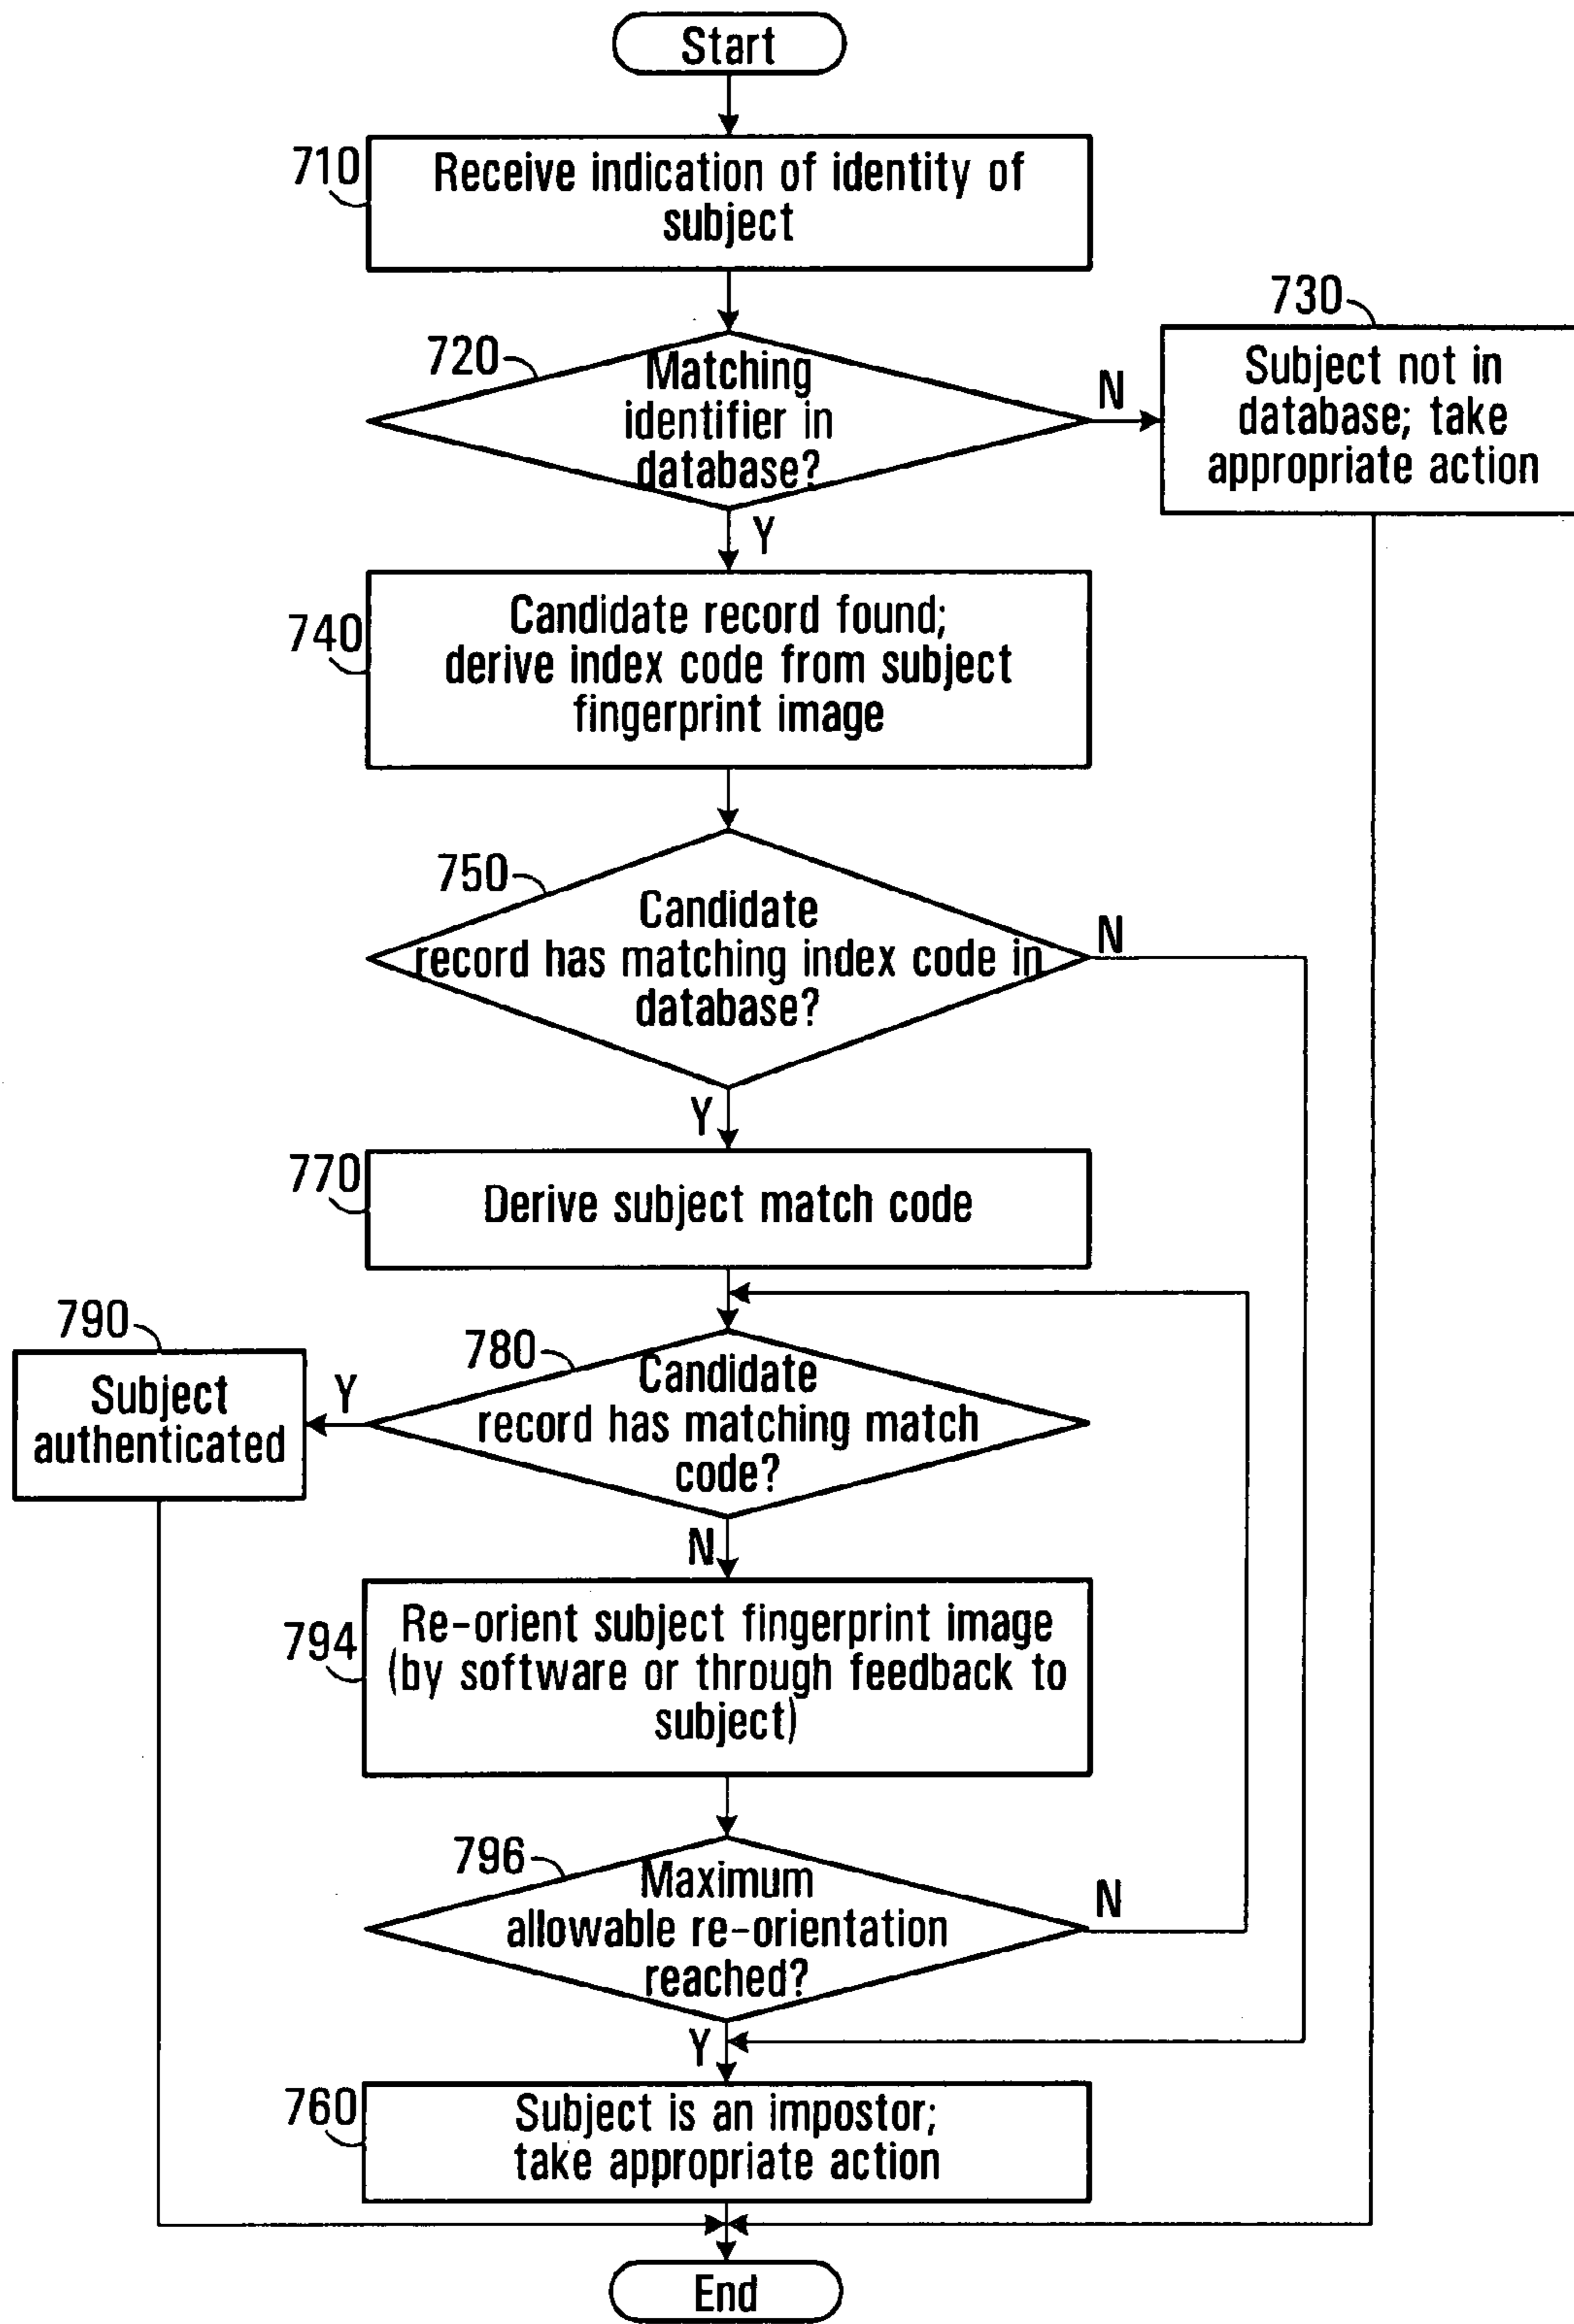 Start
710
Receive indication of identity of
subject
730
720
Matching
identifier in
database?
N
Subject not in
database; take
appropriate action
Y
740
Candidate record found;
derive index code from subject
fingerprint image
750
Candidate
record has matching index code in
database?
N
Y
770
Derive subject match code
790
Subject
authenticated
Y
780
Candidate
record has matching match
code?
N
794
Re-orient subject fingerprint image
(by software or through feedback to
subject)
796
Maximum
allowable re-orientation
reached?
N
Y
760
Subject is an impostor;
take appropriate action
End